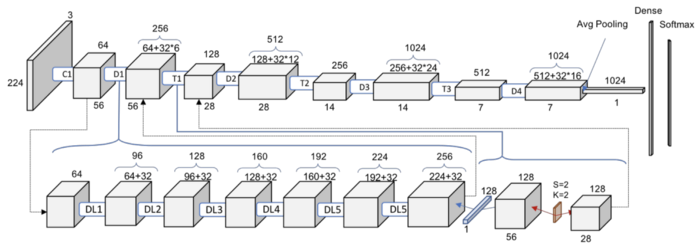 Dense
Softmax
Avg Pooling
3
256
512
1024
1024
64
64+32*6
128
128+32*12
256
256+32*24
512
512+32*16
1024
224
C1
D1
T1
D2
T2
D3
T3
D4
56
56
28
28
14
14
7
7
1
96
128
160
192
224
256
64
64+32
96+32
128+32
160+32
192+32
224+32
128
128
S=2
K=2
128
DL1
DL2
DL3
DL4
DL5
DL5
1
56
28